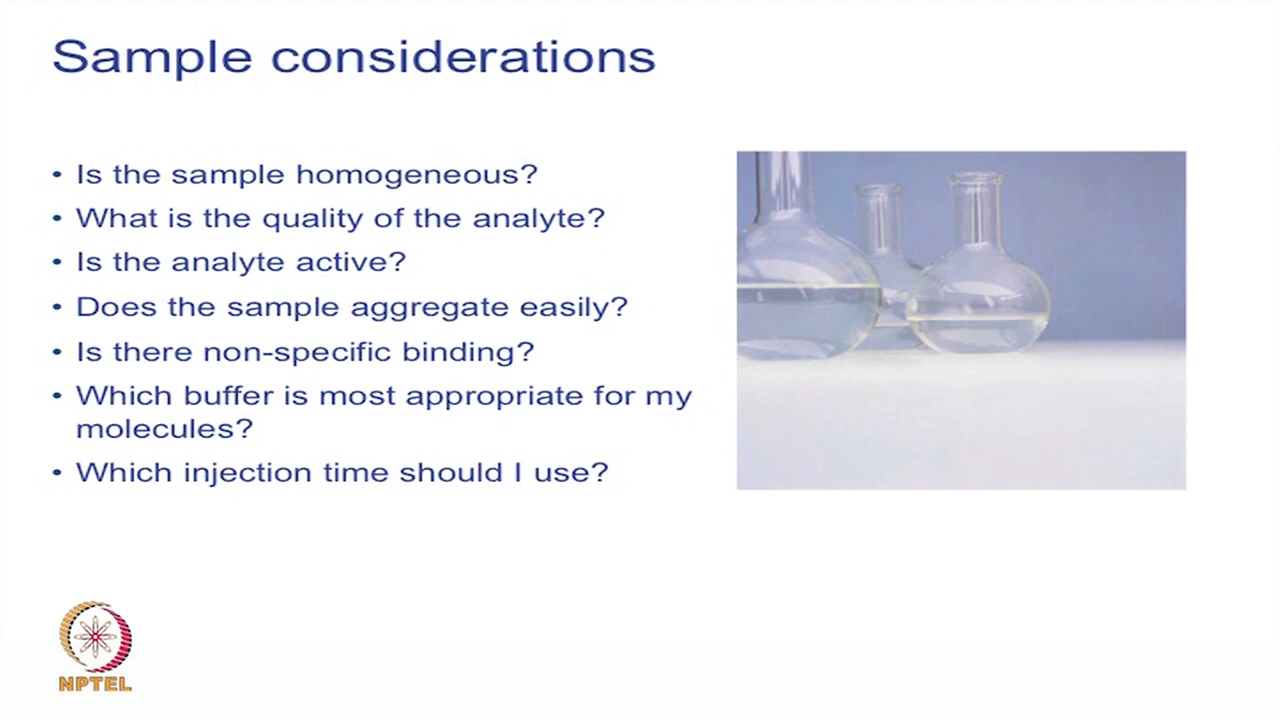 Sample considerations
• Is the sample homogeneous?
• What is the quality of the analyte?
• Is the analyte active?
• Does the sample aggregate easily?
• Is there non-specific binding?
• Which buffer is most appropriate for my
molecules?
• Which injection time should I use?
NPTEL